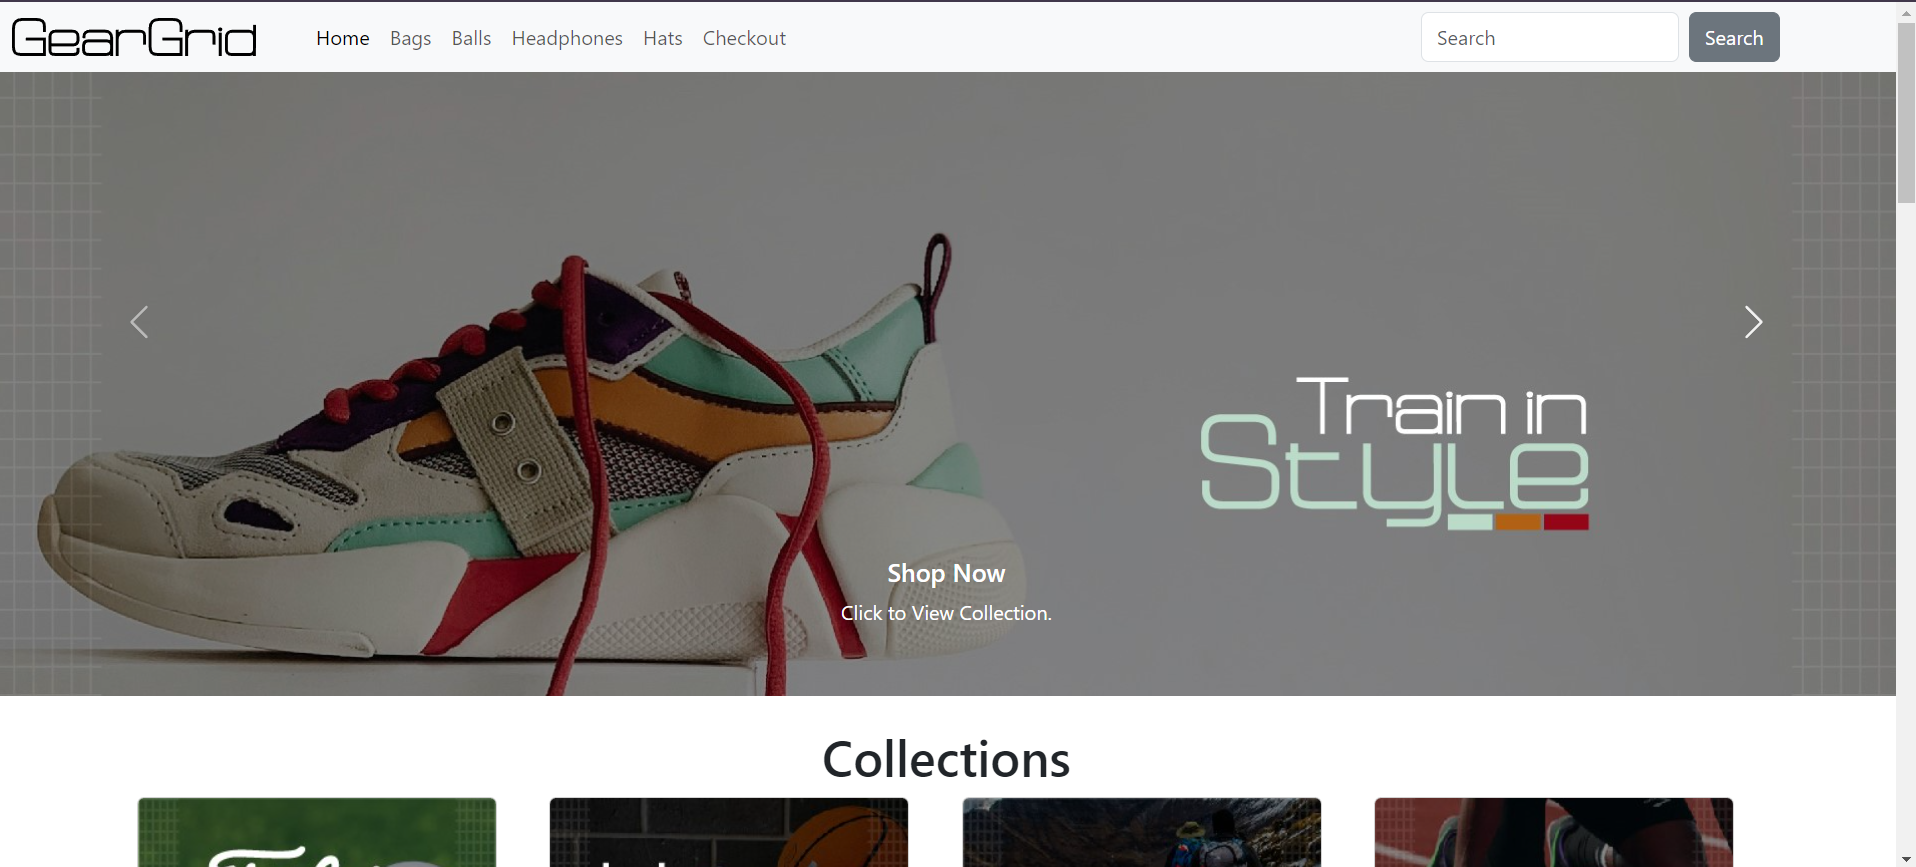 GearGrid
Home Bags Balls Headphones Hats Checkout
Search
Search
Train in
Style
Shop Now
Click to View Collection.
Collections